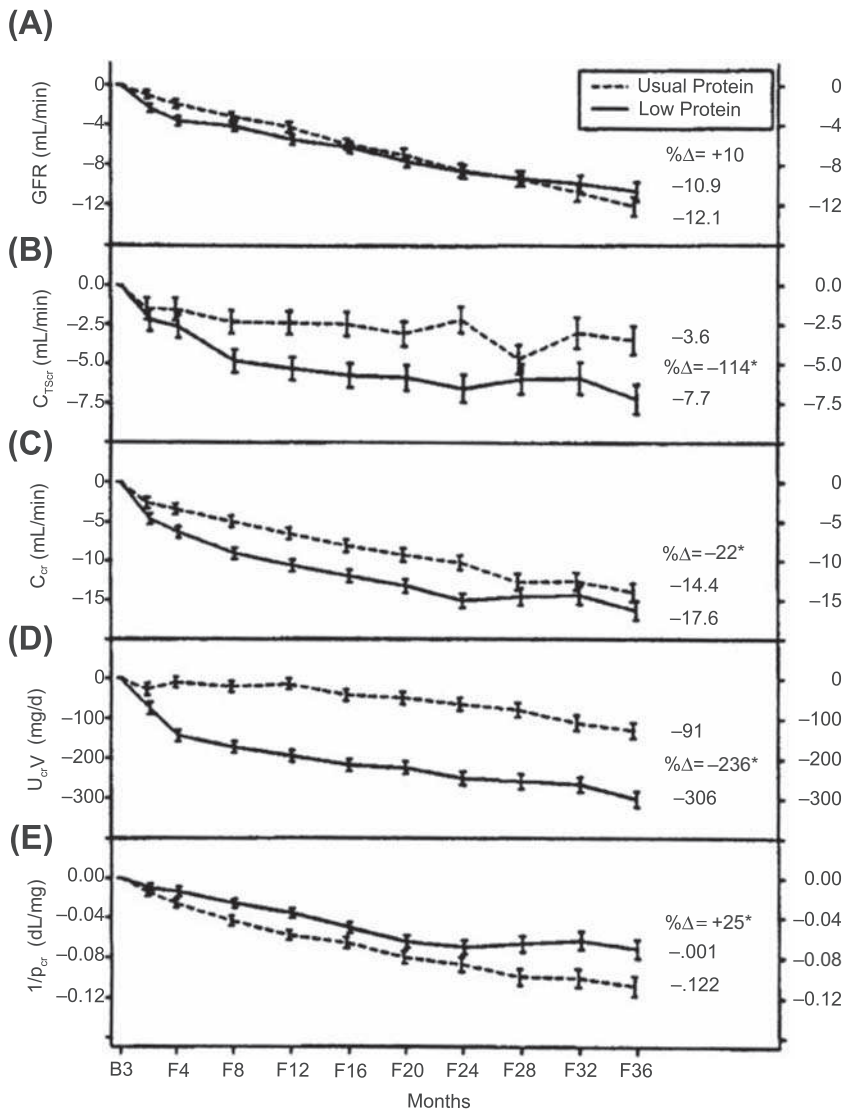 (A)
GFR (mL/min)
0
–4
–8
–12
Usual Protein
Low Protein
%Δ= +10
–10.9
–12.1
0
–4
–8
–12
(B)
C_TScr (mL/min)
0.0
–2.5
–5.0
–7.5
–3.6
%Δ= –114*
–7.7
0.0
–2.5
–5.0
–7.5
(C)
C_cr (mL/min)
0
–5
–10
–15
%Δ= –22*
–14.4
–17.6
0
–5
–10
–15
(D)
U_crV (mg/d)
0
–100
–200
–300
–91
%Δ= –236*
–306
0
–100
–200
–300
(E)
1/p_cr (dL/mg)
0.00
–0.04
–0.08
–0.12
%Δ= +25*
–.001
–.122
0.00
–0.04
–0.08
–0.12
B3 F4 F8 F12 F16 F20 F24 F28 F32 F36
Months